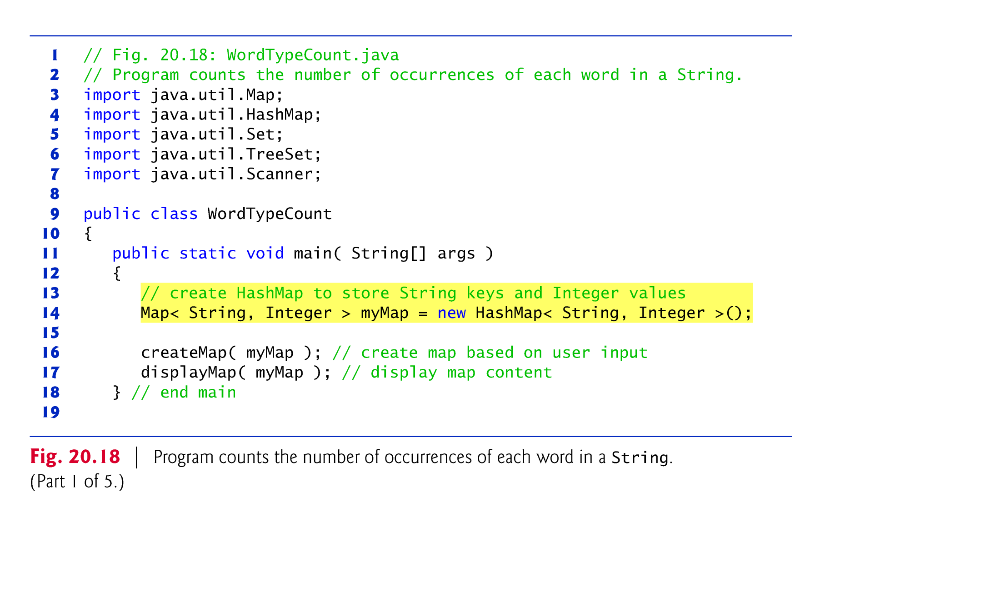 1 // Fig. 20.18: WordTypeCount.java
2 // Program counts the number of occurrences of each word in a String.
3 import java.util.Map;
4 import java.util.HashMap;
5 import java.util.Set;
6 import java.util.TreeSet;
7 import java.util.Scanner;
8
9 public class WordTypeCount
10 {
11    public static void main( String[] args )
12    {
13       // create HashMap to store String keys and Integer values
14       Map< String, Integer > myMap = new HashMap< String, Integer >();
15
16       createMap( myMap ); // create map based on user input
17       displayMap( myMap ); // display map content
18    } // end main
19
Fig. 20.18 | Program counts the number of occurrences of each word in a String.
(Part 1 of 5.)